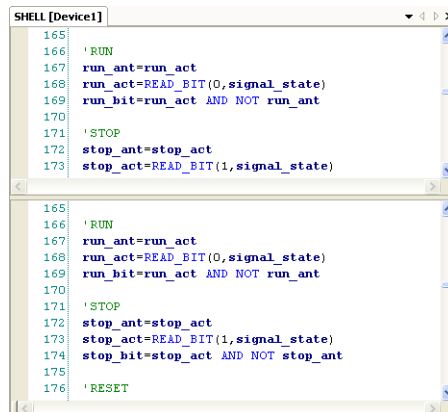 SHELL [Device1]
165
166 'RUN
167 run_ant=run_act
168 run_act=READ_BIT(0,signal_state)
169 run_bit=run_act AND NOT run_ant
170
171 'STOP
172 stop_ant=stop_act
173 stop_act=READ_BIT(1,signal_state)
165
166 'RUN
167 run_ant=run_act
168 run_act=READ_BIT(0,signal_state)
169 run_bit=run_act AND NOT run_ant
170
171 'STOP
172 stop_ant=stop_act
173 stop_act=READ_BIT(1,signal_state)
174 stop_bit=stop_act AND NOT stop_ant
175
176 'RESET